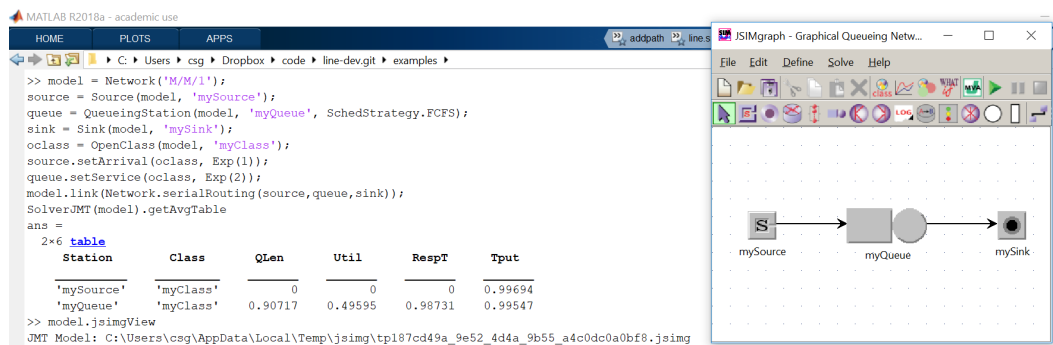 MATLAB R2018a - academic use
HOME PLOTS APPS
addpath line.s
C: Users csg Dropbox code line-dev.git examples
>> model = Network('M/M/1');
source = Source(model, 'mySource');
queue = QueueingStation(model, 'myQueue', SchedStrategy.FCFS);
sink = Sink(model, 'mySink');
oclass = OpenClass(model, 'myClass');
source.setArrival(oclass, Exp(1));
queue.setService(oclass, Exp(2));
model.link(Network.serialRouting(source,queue,sink));
SolverJMT(model).getAvgTable
ans =
2×6 table
Station Class QLen Util RespT Tput
'mySource' 'myClass' 0 0 0 0.99694
'myQueue' 'myClass' 0.90717 0.49595 0.98731 0.99547
>> model.jsimgView
JMT Model: C:\Users\csg\AppData\Local\Temp\jsimg\tp187cd49a_9e52_4d4a_9b55_a4c0dc0a0bf8.jsimg
JSIMgraph - Graphical Queueing Netw...
File Edit Define Solve Help
class WHAT IF MVA
LOG
S
mySource myQueue mySink